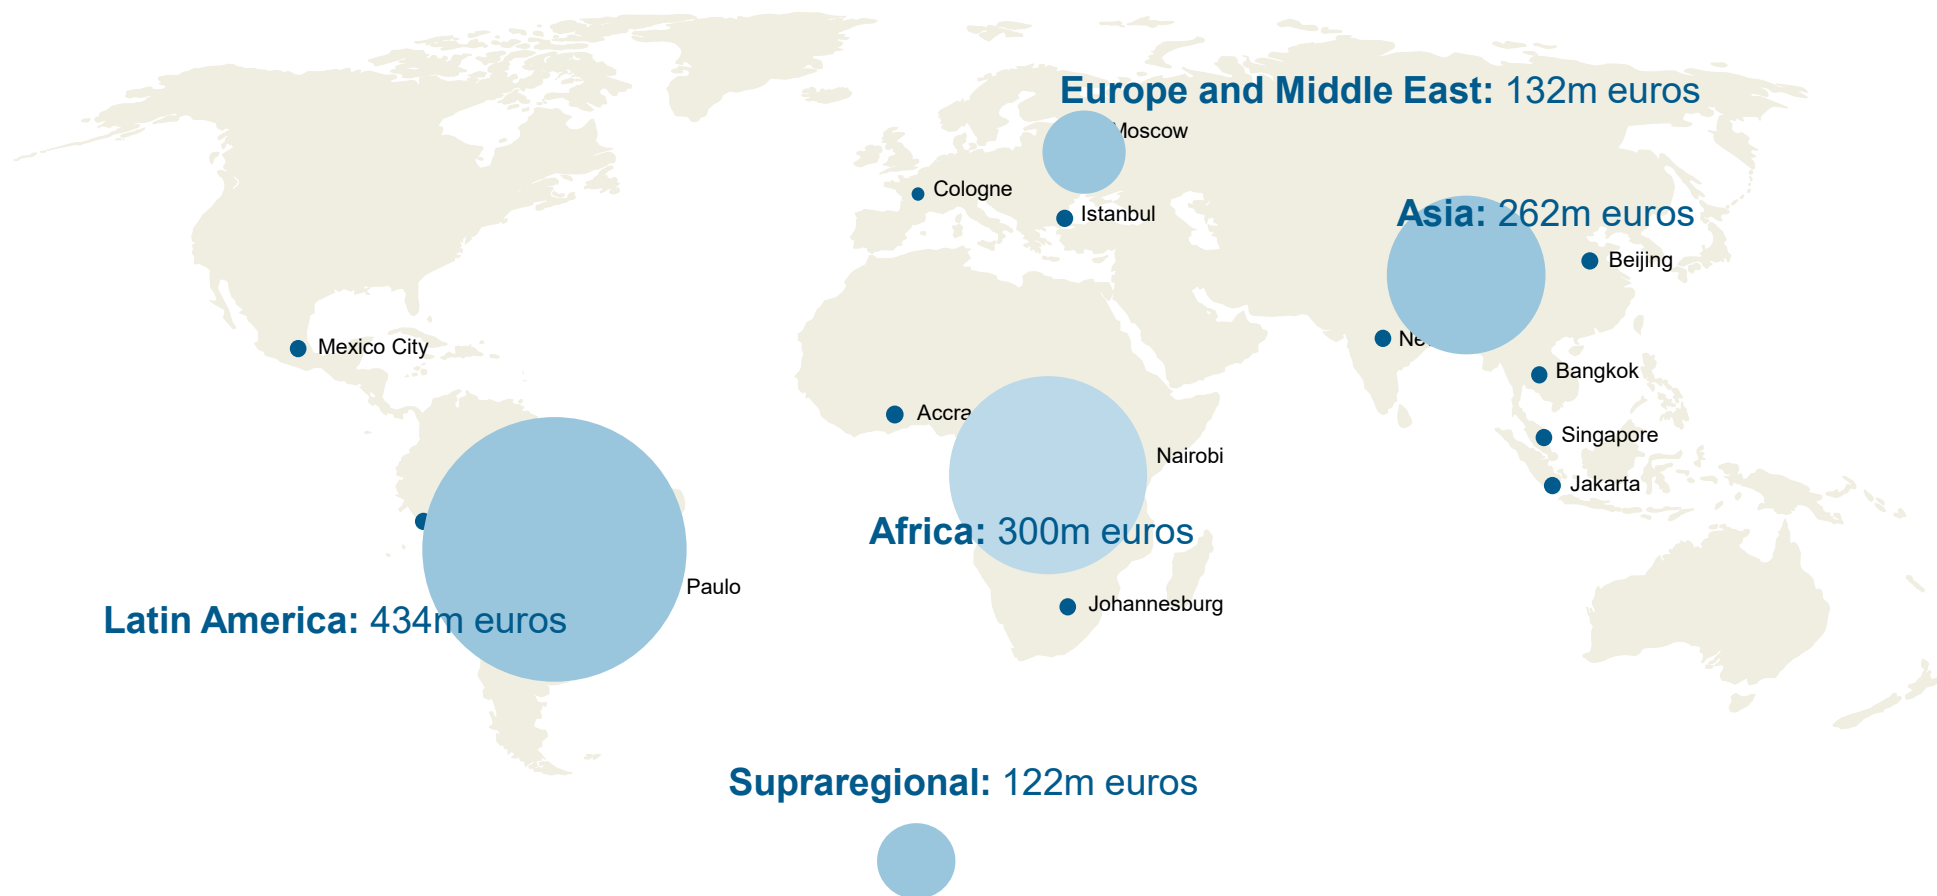 Europe and Middle East: 132m euros
Moscow
Cologne
Istanbul
Asia: 262m euros
Beijing
Mexico City
Bangkok
Accra
Singapore
Nairobi
Jakarta
Africa: 300m euros
Paulo
Johannesburg
Latin America: 434m euros
Supraregional: 122m euros